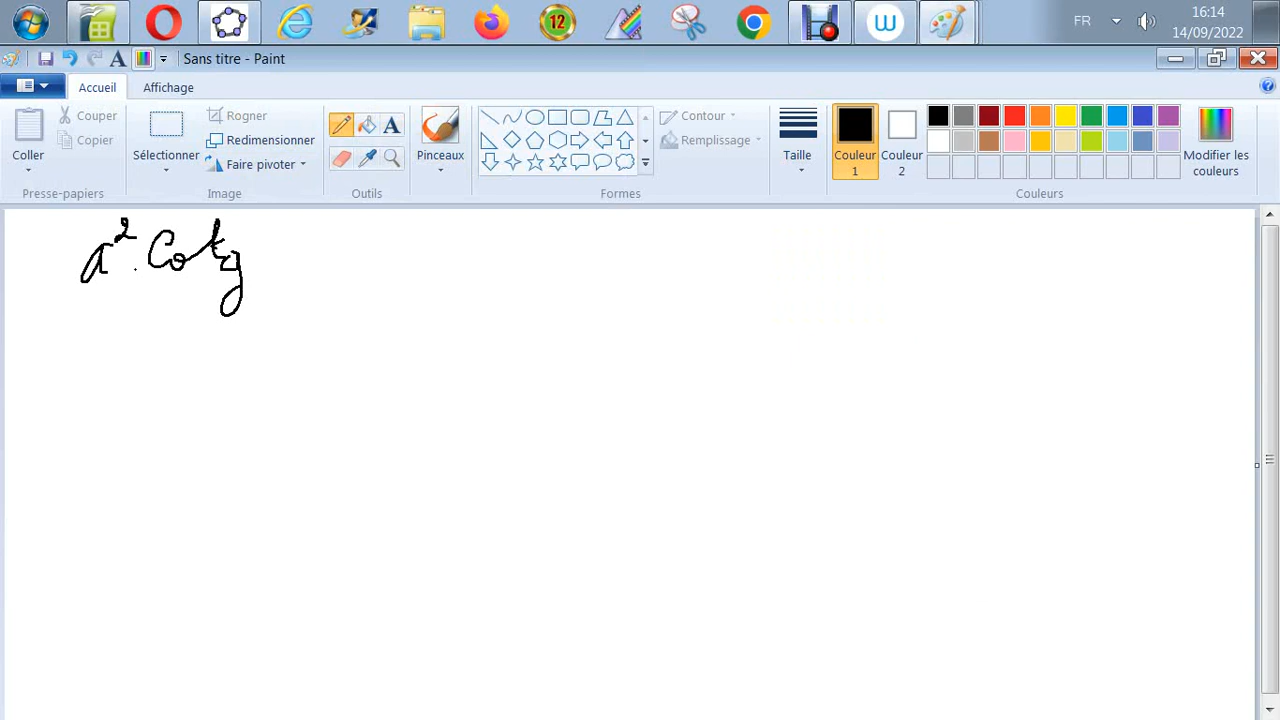 12
W
FR
16:14
14/09/2022
A
Sans titre - Paint
Accueil
Affichage
Coller
Couper
Copier
Presse-papiers
Sélectionner
Rogner
Redimensionner
Faire pivoter
Image
A
Outils
Pinceaux
Contour
Remplissage
Formes
Taille
Couleur 1
Couleur 2
Modifier les couleurs
Couleurs
?
a². Cotg